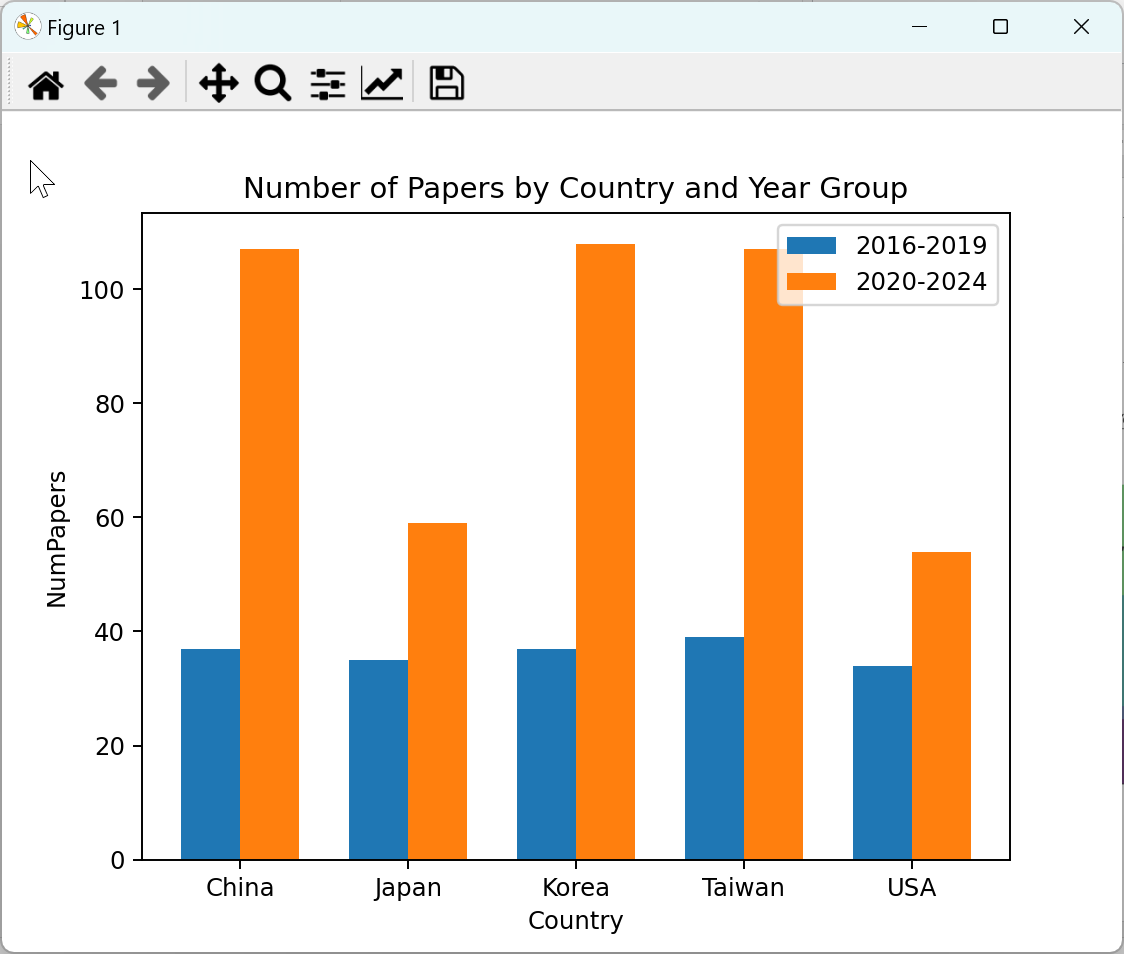 Figure 1
Number of Papers by Country and Year Group
2016-2019
2020-2024
100
80
60
40
20
0
NumPapers
China Japan Korea Taiwan USA
Country